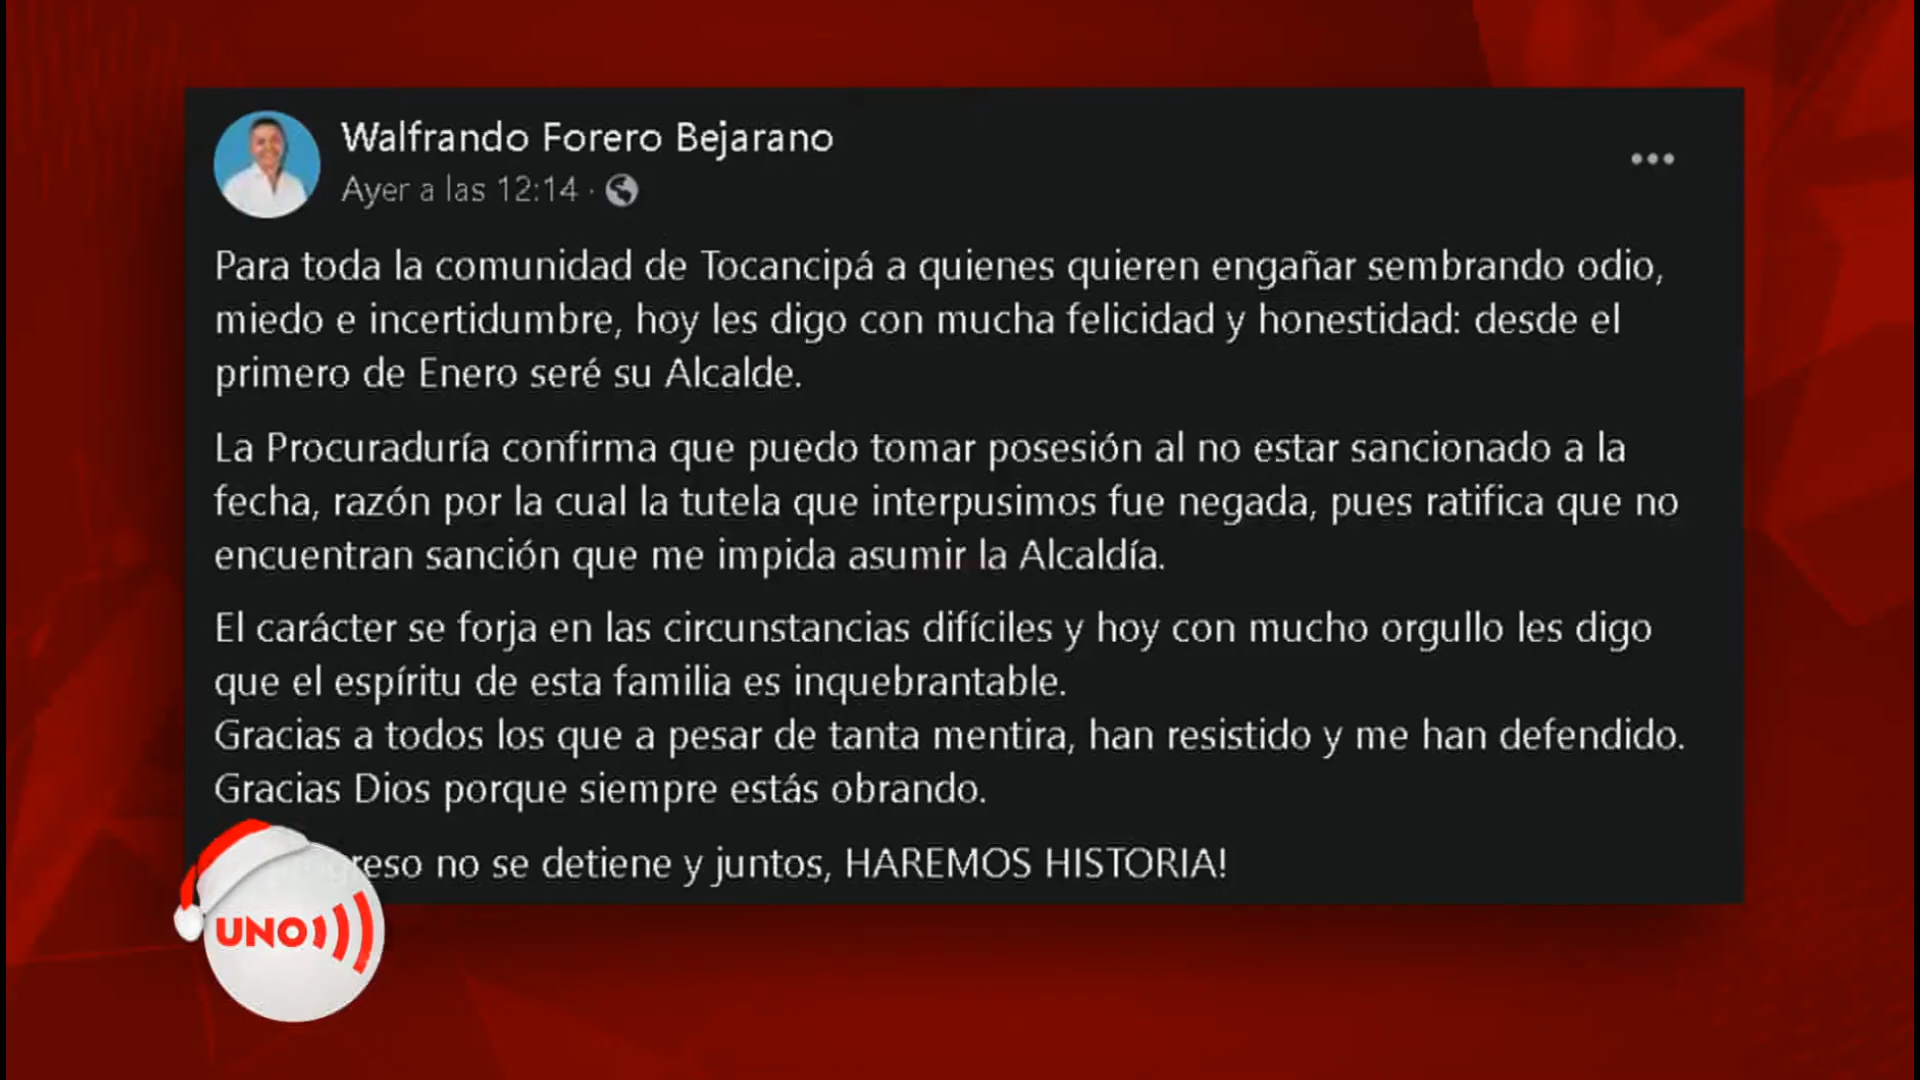 Walfrando Forero Bejarano
Ayer a las 12:14 ·
Para toda la comunidad de Tocancipá a quienes quieren engañar sembrando odio,
miedo e incertidumbre, hoy les digo con mucha felicidad y honestidad: desde el
primero de Enero seré su Alcalde.
La Procuraduría confirma que puedo tomar posesión al no estar sancionado a la
fecha, razón por la cual la tutela que interpusimos fue negada, pues ratifica que no
encuentran sanción que me impida asumir la Alcaldía.
El carácter se forja en las circunstancias difíciles y hoy con mucho orgullo les digo
que el espíritu de esta familia es inquebrantable.
Gracias a todos los que a pesar de tanta mentira, han resistido y me han defendido.
Gracias Dios porque siempre estás obrando.
no se detiene y juntos, HAREMOS HISTORIA!
UNO